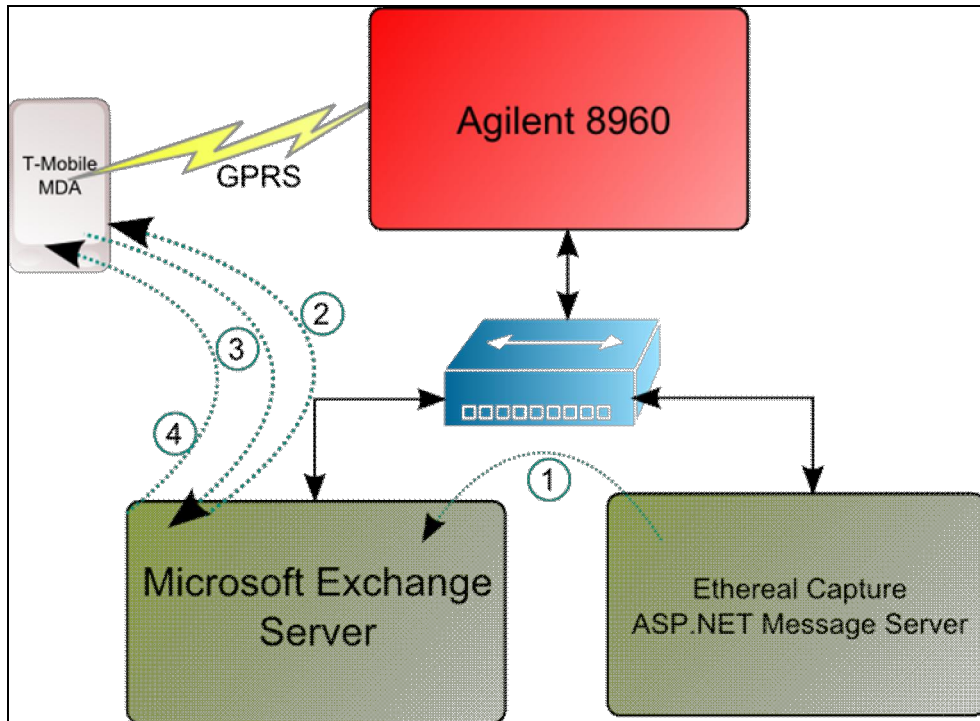 Agilent 8960
T-Mobile
MDA
GPRS
2
3
4
1
Microsoft Exchange
Server
Ethereal Capture
ASP.NET Message Server